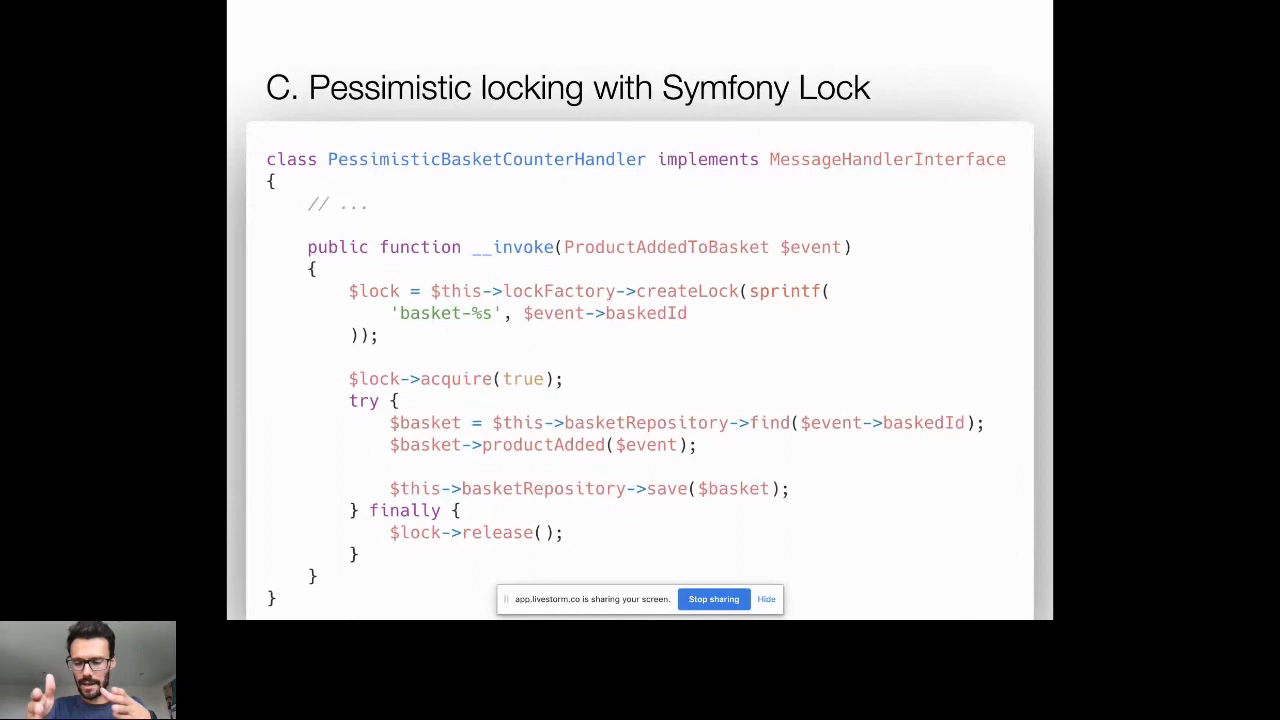 C. Pessimistic locking with Symfony Lock
class PessimisticBasketCounterHandler implements MessageHandlerInterface
{
// ...
public function __invoke(ProductAddedToBasket $event)
{
$lock = $this->lockFactory->createLock(sprintf(
'basket-%s', $event->baskedId
));
$lock->acquire(true);
try {
$basket = $this->basketRepository->find($event->baskedId);
$basket->productAdded($event);
$this->basketRepository->save($basket);
} finally {
$lock->release();
}
}
}
app.livestorm.co is sharing your screen. Stop sharing Hide